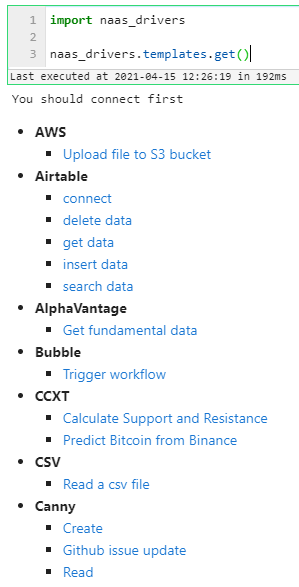 1 import naas_drivers
2
3 naas_drivers.templates.get()
Last executed at 2021-04-15 12:26:19 in 192ms
You should connect first
AWS
Upload file to S3 bucket
Airtable
connect
delete data
get data
insert data
search data
AlphaVantage
Get fundamental data
Bubble
Trigger workflow
CCXT
Calculate Support and Resistance
Predict Bitcoin from Binance
CSV
Read a csv file
Canny
Create
Github issue update
Read